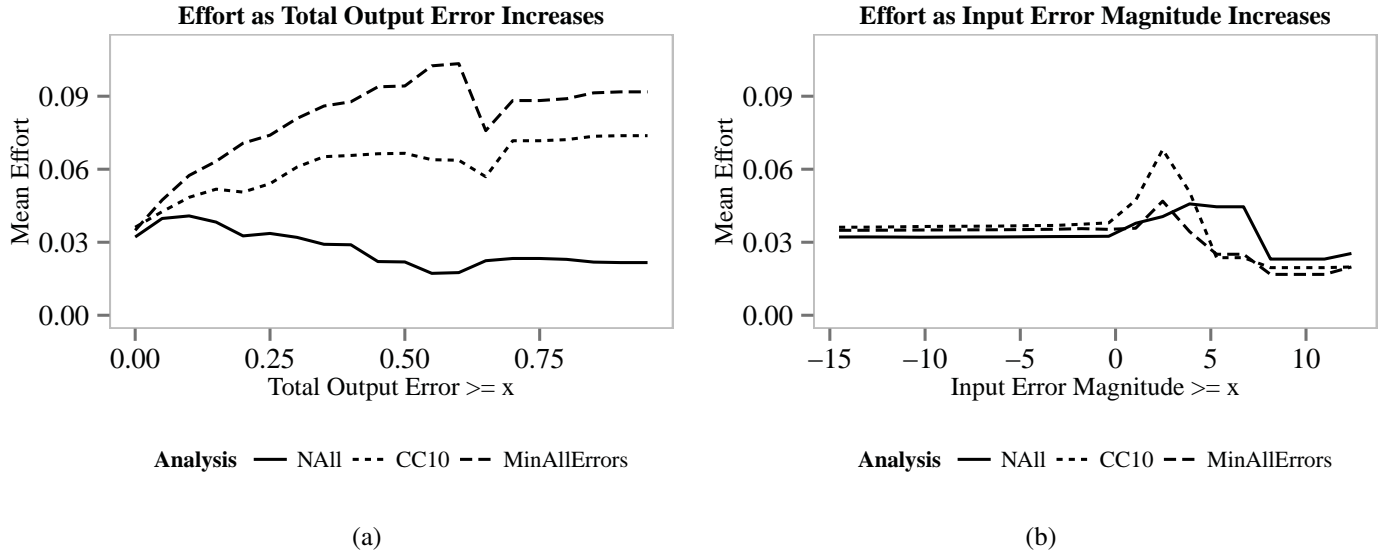 Effort as Total Output Error Increases
Mean Effort
0.09
0.06
0.03
0.00
0.00 0.25 0.50 0.75
Total Output Error >= x
Analysis NAll CC10 MinAllErrors
(a)
Effort as Input Error Magnitude Increases
Mean Effort
0.09
0.06
0.03
0.00
−15 −10 −5 0 5 10
Input Error Magnitude >= x
Analysis NAll CC10 MinAllErrors
(b)